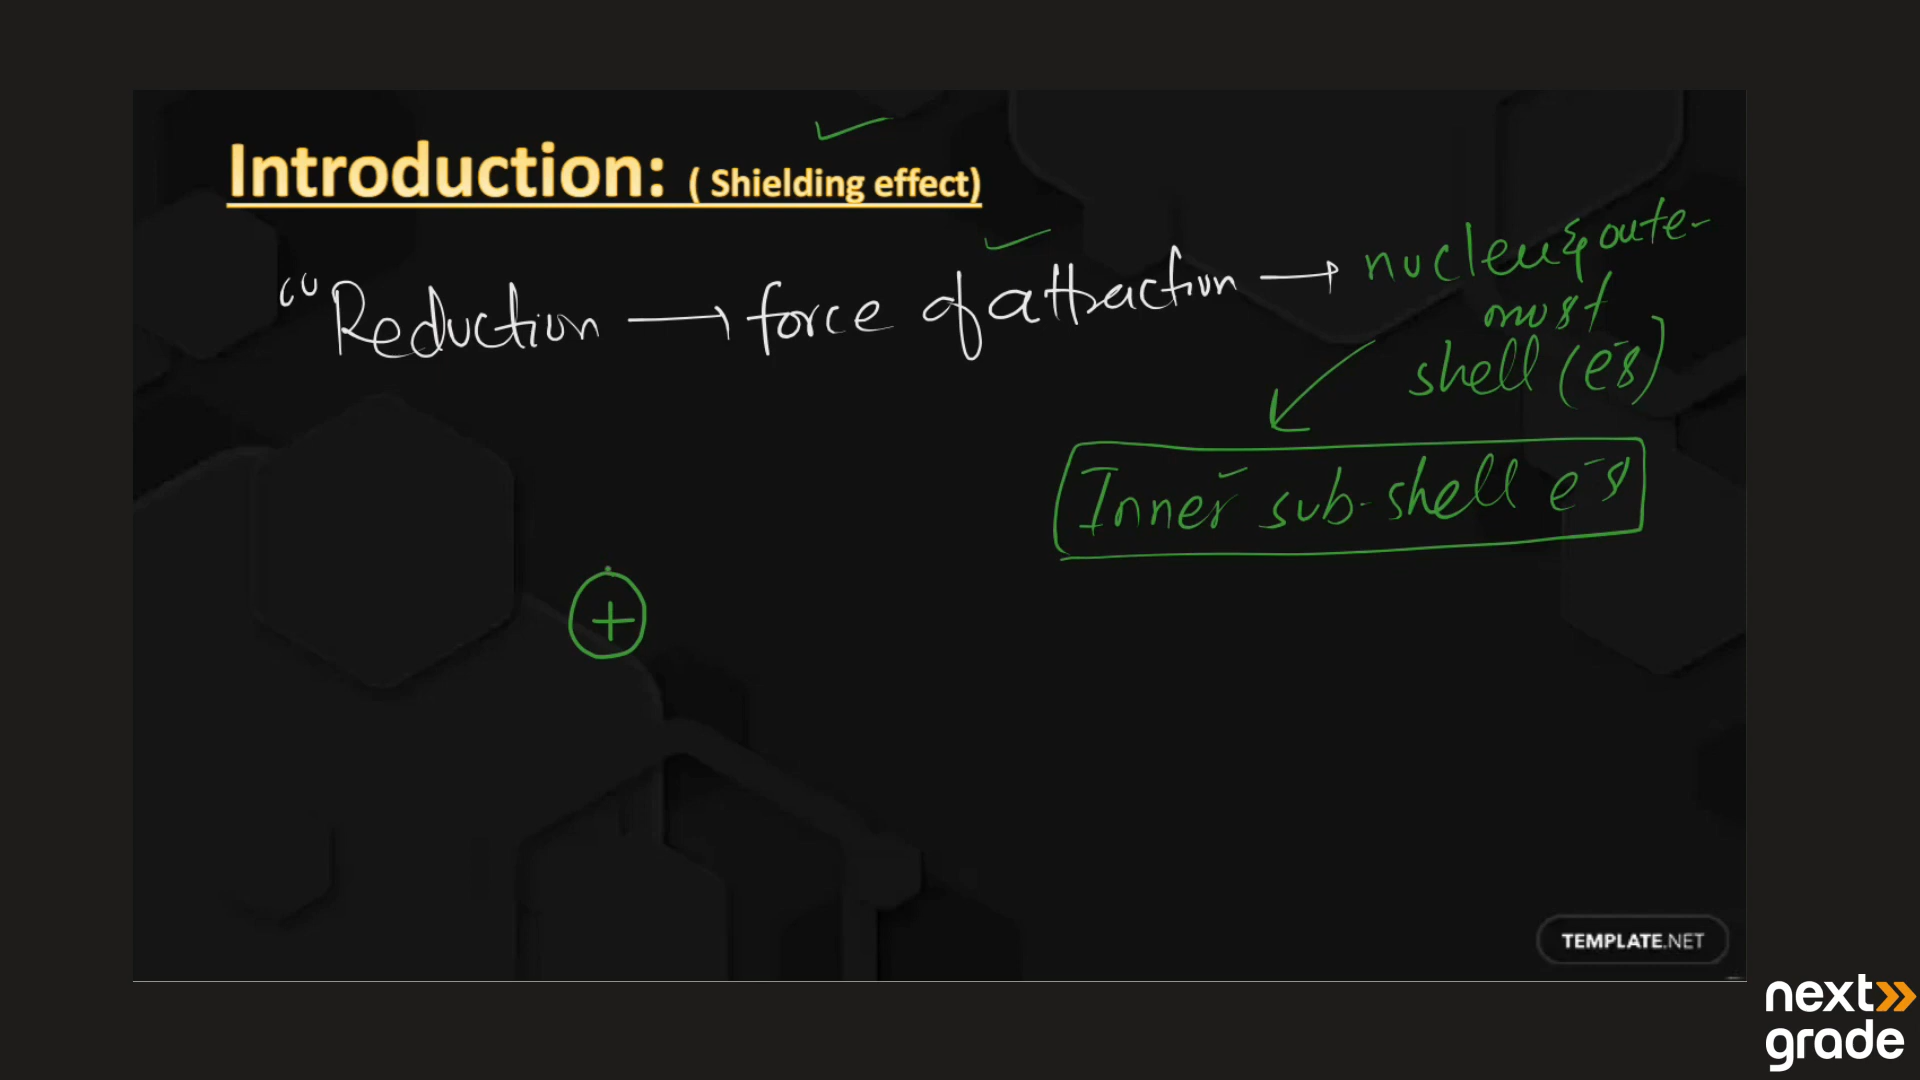 Introduction: ( Shielding effect)
“ Reduction → force of attraction → nucleus & outer-
most
shell (e⁻s)
Inner sub-shell e⁻s
+
TEMPLATE.NET
next
grade